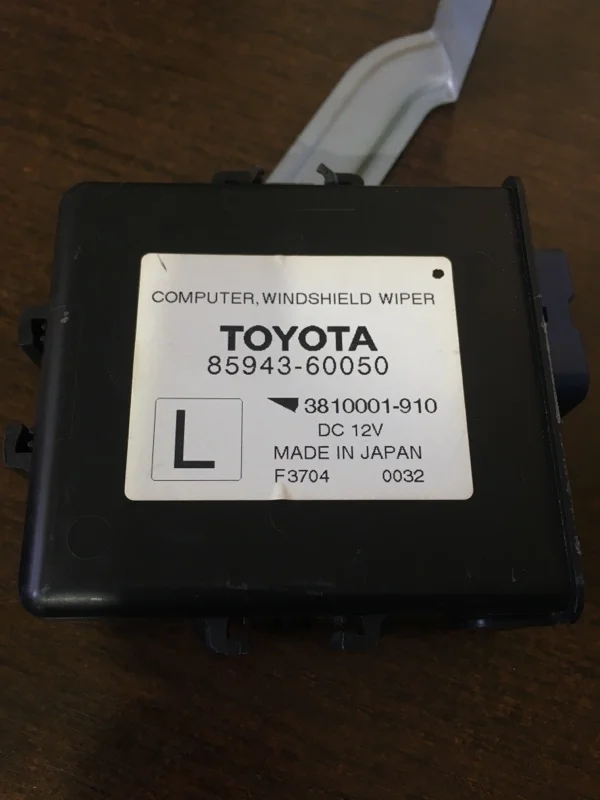 COMPUTER, WINDSHIELD WIPER
TOYOTA
85943-60050
3810001-910
L
DC 12V
MADE IN JAPAN
F3704 0032